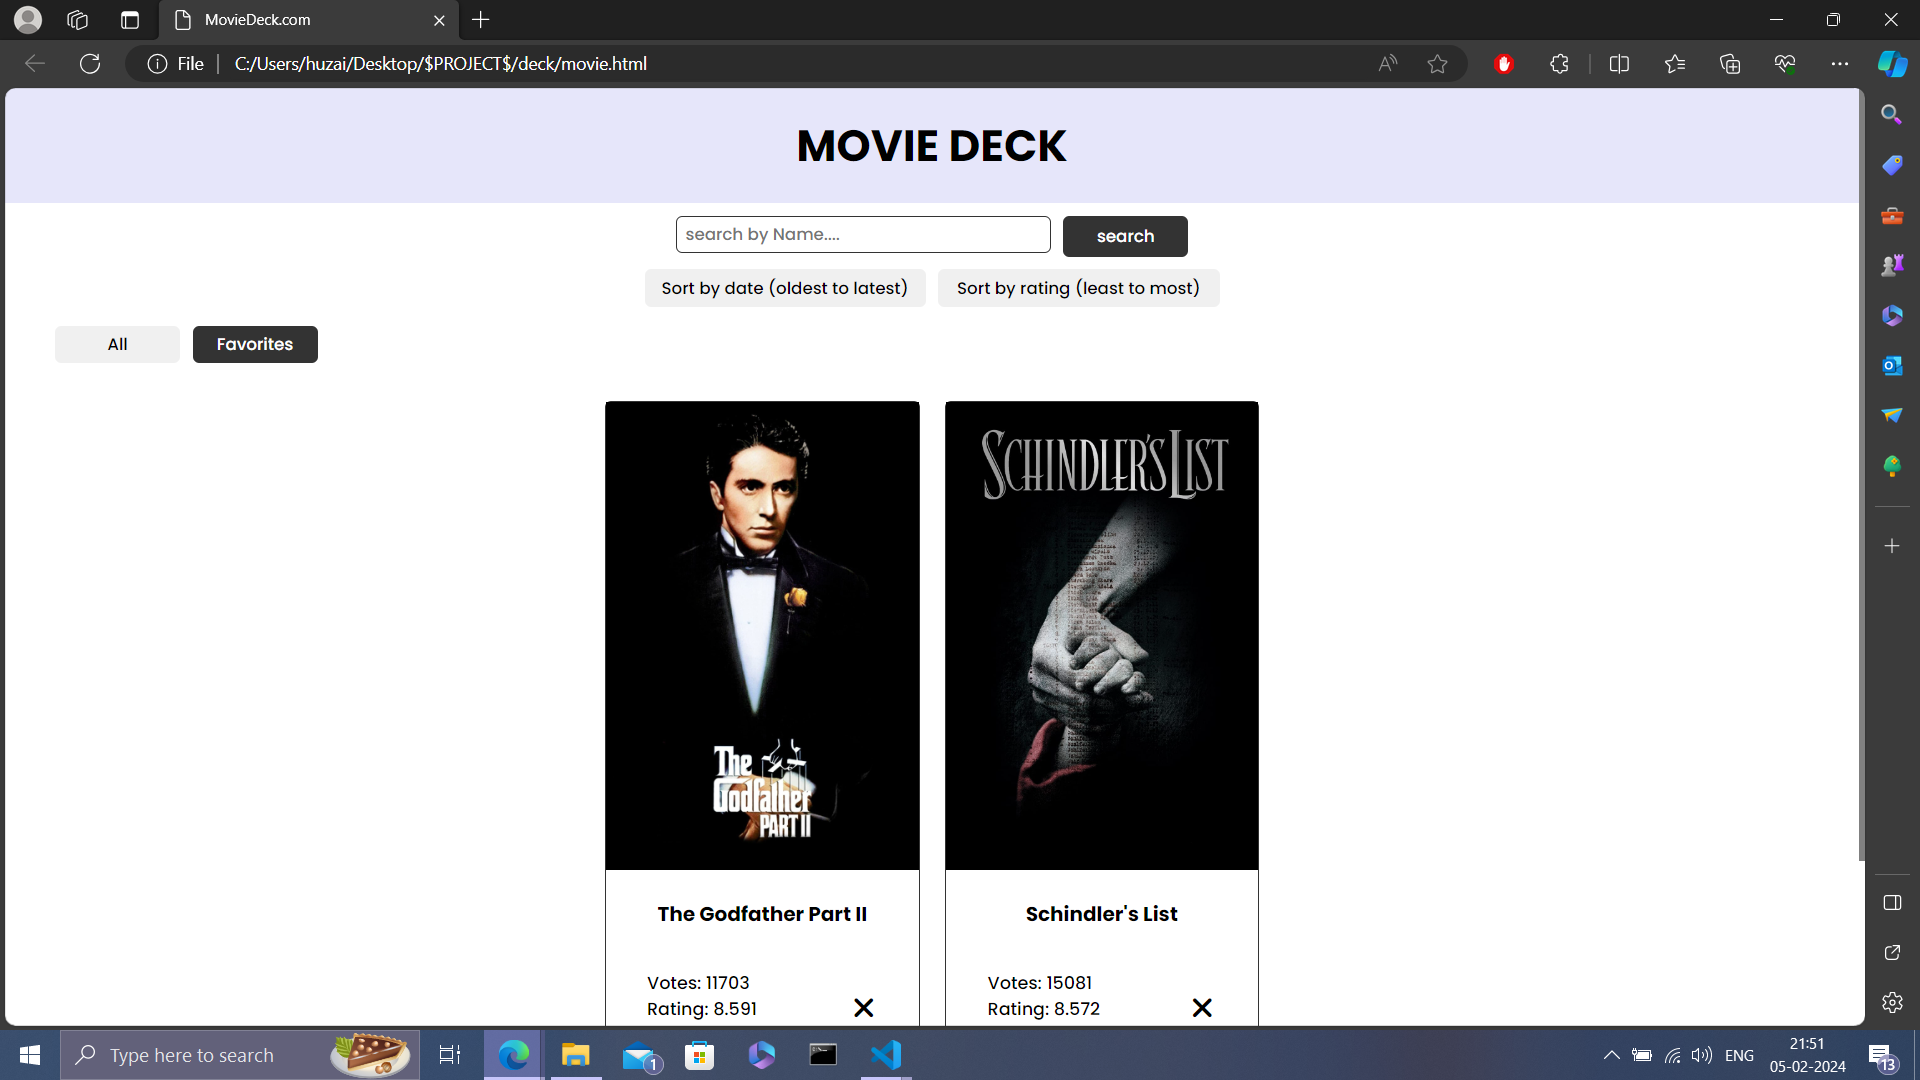 MovieDeck.com
File C:/Users/huzai/Desktop/$PROJECT$/deck/movie.html
MOVIE DECK
search by Name.... search
Sort by date (oldest to latest) Sort by rating (least to most)
All Favorites
SCHINDLER'S LIST
The
Godfather
PART II
The Godfather Part II Schindler's List
Votes: 11703 Votes: 15081
Rating: 8.591 Rating: 8.572
Type here to search 1 ENG 21:51
05-02-2024 13